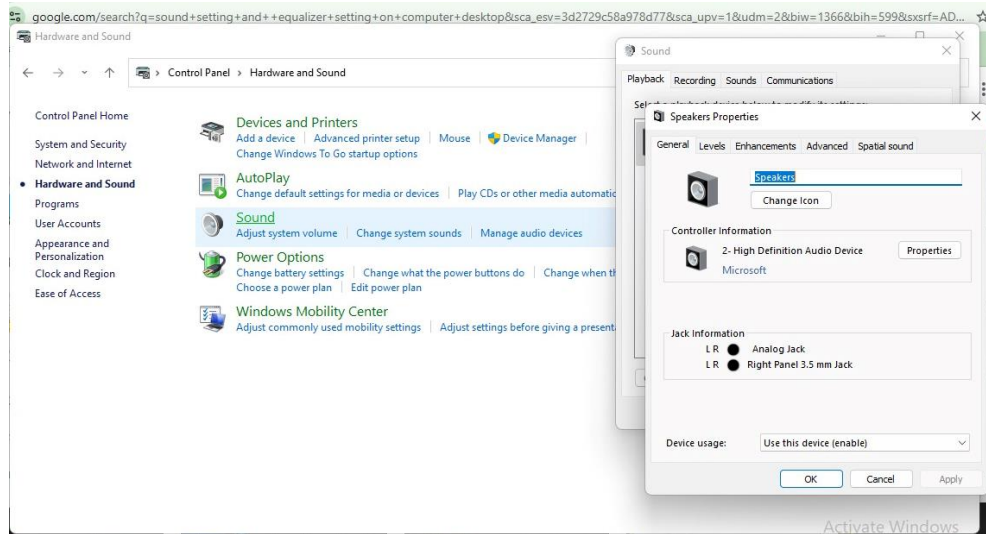 google.com/search?q=sound+setting+and++equalizer+setting+on+computer+desktop&sca_esv=3d2729c58a978d77&sca_upv=1&udm=2&biw=1366&bih=599&sxsrf=AD...
Hardware and Sound
Control Panel > Hardware and Sound
Control Panel Home
System and Security
Network and Internet
Hardware and Sound
Programs
User Accounts
Appearance and
Personalization
Clock and Region
Ease of Access
Devices and Printers
Add a device Advanced printer setup Mouse Device Manager
Change Windows To Go startup options
AutoPlay
Change default settings for media or devices Play CDs or other media automatic
Sound
Adjust system volume Change system sounds Manage audio devices
Power Options
Change battery settings Change what the power buttons do Change when th
Choose a power plan Edit power plan
Windows Mobility Center
Adjust commonly used mobility settings Adjust settings before giving a present
Sound
Playback Recording Sounds Communications
Speakers Properties
General Levels Enhancements Advanced Spatial sound
Speakers
Change Icon
Controller Information
2- High Definition Audio Device Properties
Microsoft
Jack Information
L R Analog Jack
L R Right Panel 3.5 mm Jack
Device usage: Use this device (enable)
OK Cancel Apply
Activate Windows